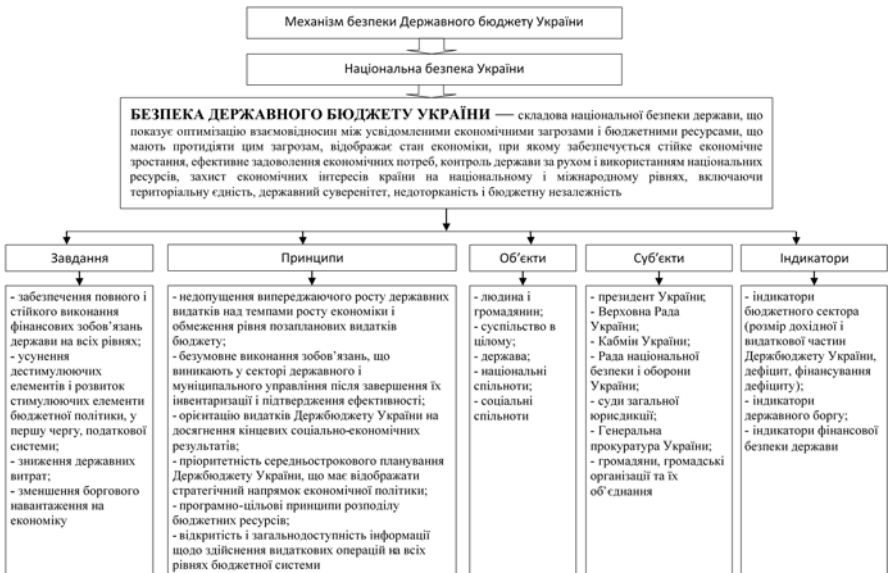 Механізм безпеки Державного бюджету України
Національна безпека України
БЕЗПЕКА ДЕРЖАВНОГО БЮДЖЕТУ УКРАЇНИ — складова національної безпеки держави, що
показує оптимізацію взаємовідносин між усвідомленими економічними загрозами і бюджетними ресурсами, що
мають протидіяти цим загрозам, відображає стан економіки, при якому забезпечується стійке економічне
зростання, ефективне задоволення економічних потреб, контроль держави за рухом і використанням національних
ресурсів, захист економічних інтересів країни на національному і міжнародному рівнях, включаючи
територіальну єдність, державний суверенітет, недоторканість і бюджетну незалежність
Завдання
- забезпечення повного і
стійкого виконання
фінансових зобов’язань
держави на всіх рівнях;
- усунення
дестимулюючих
елементів і розвиток
стимулюючих елементи
бюджетної політики, у
першу чергу, податкової
системи;
- зниження державних
витрат;
- зменшення боргового
навантаження на
економіку
Принципи
- недопущення випереджаючого росту державних
видатків над темпами росту економіки і
обмеження рівня позапланових видатків
бюджету;
- безумовне виконання зобов’язань, що
виникають у секторі державного і
муніципального управління після завершення їх
інвентаризації і підтвердження ефективності;
- орієнтацію видатків Держбюджету України на
досягнення кінцевих соціально-економічних
результатів;
- пріоритетність середньострокового планування
Держбюджету України, що має відображати
стратегічний напрямок економічної політики;
- програмно-цільові принципи розподілу
бюджетних ресурсів;
- відкритість і загальнодоступність інформації
щодо здійснення видаткових операцій на всіх
рівнях бюджетної системи
Об’єкти
- людина і
громадянин;
- суспільство в
цілому;
- держава;
- національні
спільноти;
- соціальні
спільноти
Суб’єкти
- президент України;
- Верховна Рада
України;
- Кабмін України;
- Рада національної
безпеки і оборони
України;
- суди загальної
юрисдикції;
- Генеральна
прокуратура України;
- громадяни, громадські
організації та їх
об’єднання
Індикатори
- індикатори
бюджетного сектора
(розмір дохідної і
видаткової частин
Держбюджету України,
дефіцит, фінансування
дефіциту);
- індикатори
державного боргу;
- індикатори фінансової
безпеки держави